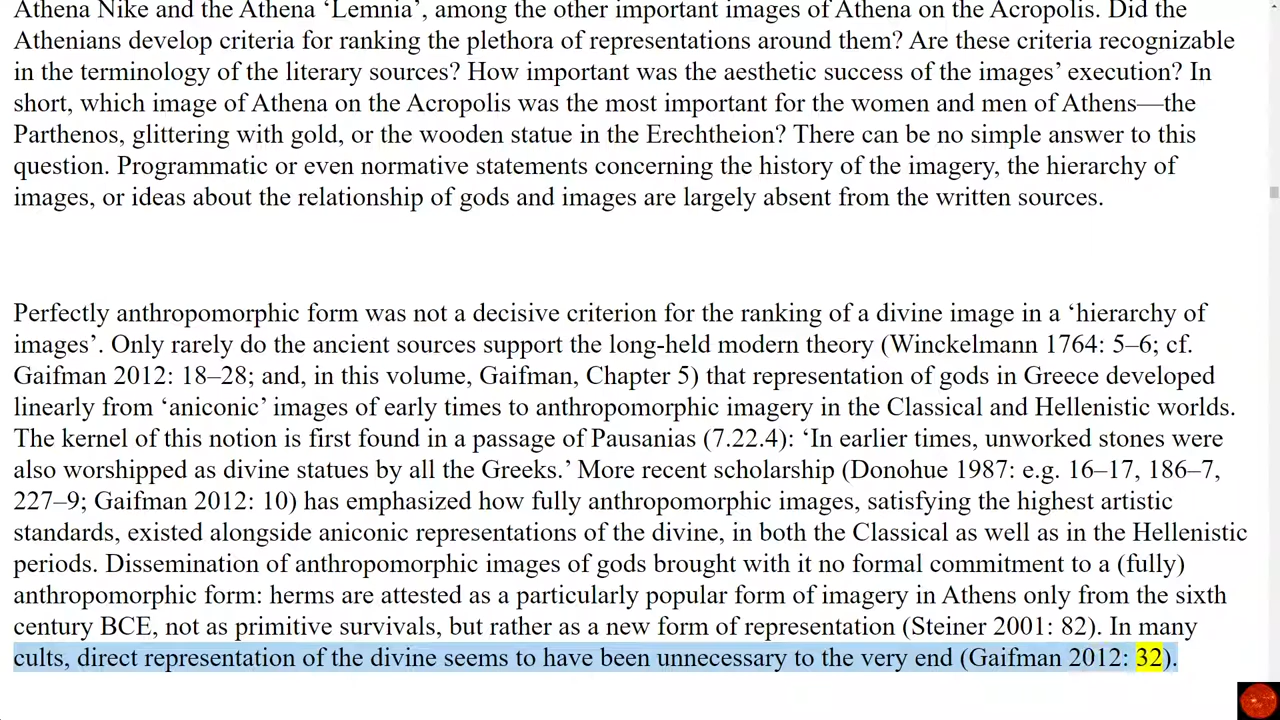 Athena Nike and the Athena ‘Lemnia’, among the other important images of Athena on the Acropolis. Did the
Athenians develop criteria for ranking the plethora of representations around them? Are these criteria recognizable
in the terminology of the literary sources? How important was the aesthetic success of the images’ execution? In
short, which image of Athena on the Acropolis was the most important for the women and men of Athens—the
Parthenos, glittering with gold, or the wooden statue in the Erechtheion? There can be no simple answer to this
question. Programmatic or even normative statements concerning the history of the imagery, the hierarchy of
images, or ideas about the relationship of gods and images are largely absent from the written sources.
Perfectly anthropomorphic form was not a decisive criterion for the ranking of a divine image in a ‘hierarchy of
images’. Only rarely do the ancient sources support the long-held modern theory (Winckelmann 1764: 5–6; cf.
Gaifman 2012: 18–28; and, in this volume, Gaifman, Chapter 5) that representation of gods in Greece developed
linearly from ‘aniconic’ images of early times to anthropomorphic imagery in the Classical and Hellenistic worlds.
The kernel of this notion is first found in a passage of Pausanias (7.22.4): ‘In earlier times, unworked stones were
also worshipped as divine statues by all the Greeks.’ More recent scholarship (Donohue 1987: e.g. 16–17, 186–7,
227–9; Gaifman 2012: 10) has emphasized how fully anthropomorphic images, satisfying the highest artistic
standards, existed alongside aniconic representations of the divine, in both the Classical as well as in the Hellenistic
periods. Dissemination of anthropomorphic images of gods brought with it no formal commitment to a (fully)
anthropomorphic form: herms are attested as a particularly popular form of imagery in Athens only from the sixth
century BCE, not as primitive survivals, but rather as a new form of representation (Steiner 2001: 82). In many
cults, direct representation of the divine seems to have been unnecessary to the very end (Gaifman 2012: 32).